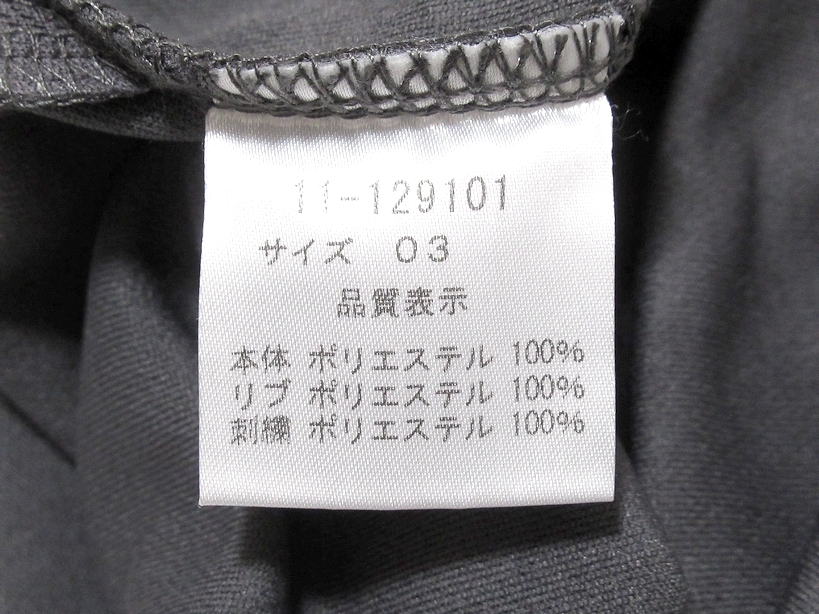 11-129101
サイズ 03
品質表示
本体 ポリエステル 100%
リブ ポリエステル 100%
刺繍 ポリエステル 100%